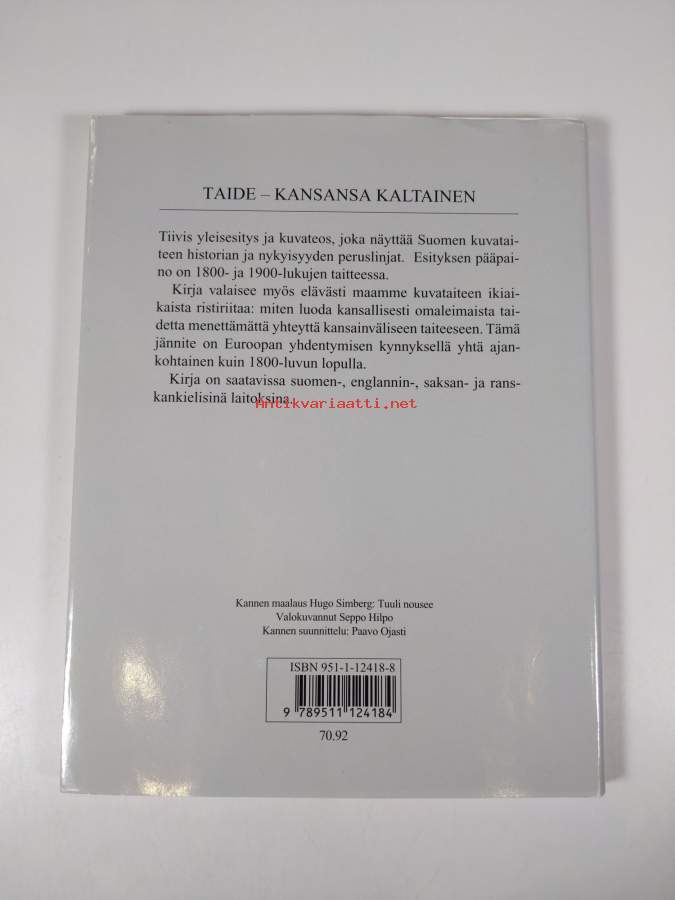 TAIDE – KANSANSA KALTAINEN
Tiivis yleisesitys ja kuvateos, joka näyttää Suomen kuvatai-
teen historian ja nykyisyyden peruslinjat. Esityksen pääpai-
no on 1800- ja 1900-lukujen taitteessa.
Kirja valaisee myös elävästi maamme kuvataiteen ikiai-
kaista ristiriitaa: miten luoda kansallisesti omaleimaista tai-
detta menettämättä yhteyttä kansainväliseen taiteeseen. Tämä
jännite on Euroopan yhdentymisen kynnyksellä yhtä ajan-
kohtainen kuin 1800-luvun lopulla.
Kirja on saatavissa suomen-, englannin-, saksan- ja rans-
kankielisinä laitoksina.
Antikvariaatti.net
Kannen maalaus Hugo Simberg: Tuuli nousee
Valokuvannut Seppo Hilpo
Kannen suunnittelu: Paavo Ojasti
ISBN 951-1-12418-8
9 789511 124184
70.92